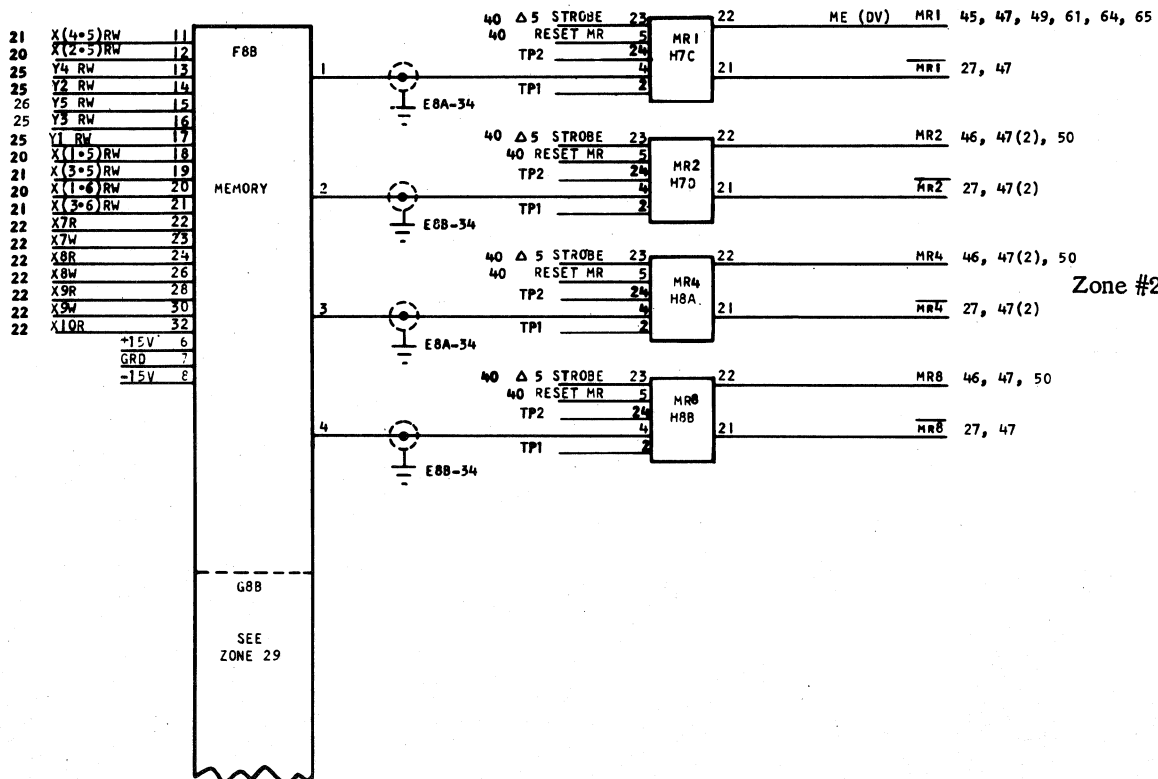 21 X(4•5)RW 11
20 X(2•5)RW 12
25 Y4 RW 13
25 Y2 RW 14
26 Y5 RW 15
25 Y3 RW 16
25 Y1 RW 17
20 X(1•5)RW 18
21 X(3•5)RW 19
20 X(1•6)RW 20
21 X(3•6)RW 21
22 X7R 22
22 X7W 23
22 X8R 24
22 X8W 26
22 X9R 28
22 X9W 30
22 X10R 32
+15V 6
GRD 7
-15V 8
F8B
MEMORY
G8B
SEE
ZONE 29
1
E8A-34
2
E8B-34
3
E8A-34
4
E8B-34
40 Δ5 STROBE 23
40 RESET MR 5
TP2 24
4
TP1 2
MR1
H7C
22 ME (DV) MR1 45, 47, 49, 61, 64, 65
21 M̅R̅1̅ 27, 47
40 Δ5 STROBE 23
40 RESET MR 5
TP2 24
4
TP1 2
MR2
H7D
22 MR2 46, 47(2), 50
21 M̅R̅2̅ 27, 47(2)
40 Δ5 STROBE 23
40 RESET MR 5
TP2 24
4
TP1 2
MR4
H8A
22 MR4 46, 47(2), 50
Zone #2
21 M̅R̅4̅ 27, 47(2)
40 Δ5 STROBE 23
40 RESET MR 5
TP2 24
4
TP1 2
MR8
H8B
22 MR8 46, 47, 50
21 M̅R̅8̅ 27, 47